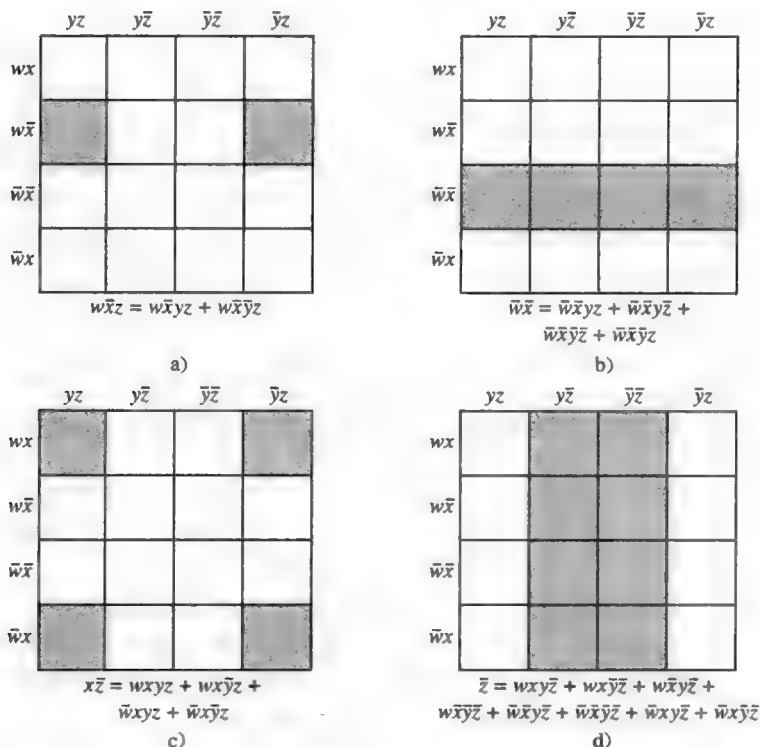 yz yz̄ ȳz̄ ȳz
wx
wx̄
w̄x̄
w̄x
wx̄z = wx̄yz + wx̄ȳz
a)
yz yz̄ ȳz̄ ȳz
wx
wx̄
w̄x̄
w̄x
w̄x̄ = w̄x̄yz + w̄x̄yz̄ +
w̄x̄ȳz̄ + w̄x̄ȳz
b)
yz yz̄ ȳz̄ ȳz
wx
wx̄
w̄x̄
w̄x
xz̄ = wxyz + wxȳz +
w̄xyz + w̄xȳz
c)
yz yz̄ ȳz̄ ȳz
wx
wx̄
w̄x̄
w̄x
z̄ = wxyz̄ + wxȳz̄ + wx̄yz̄ +
wx̄ȳz̄ + w̄x̄yz̄ + w̄x̄ȳz̄ + w̄xyz̄ + w̄xȳz̄
d)